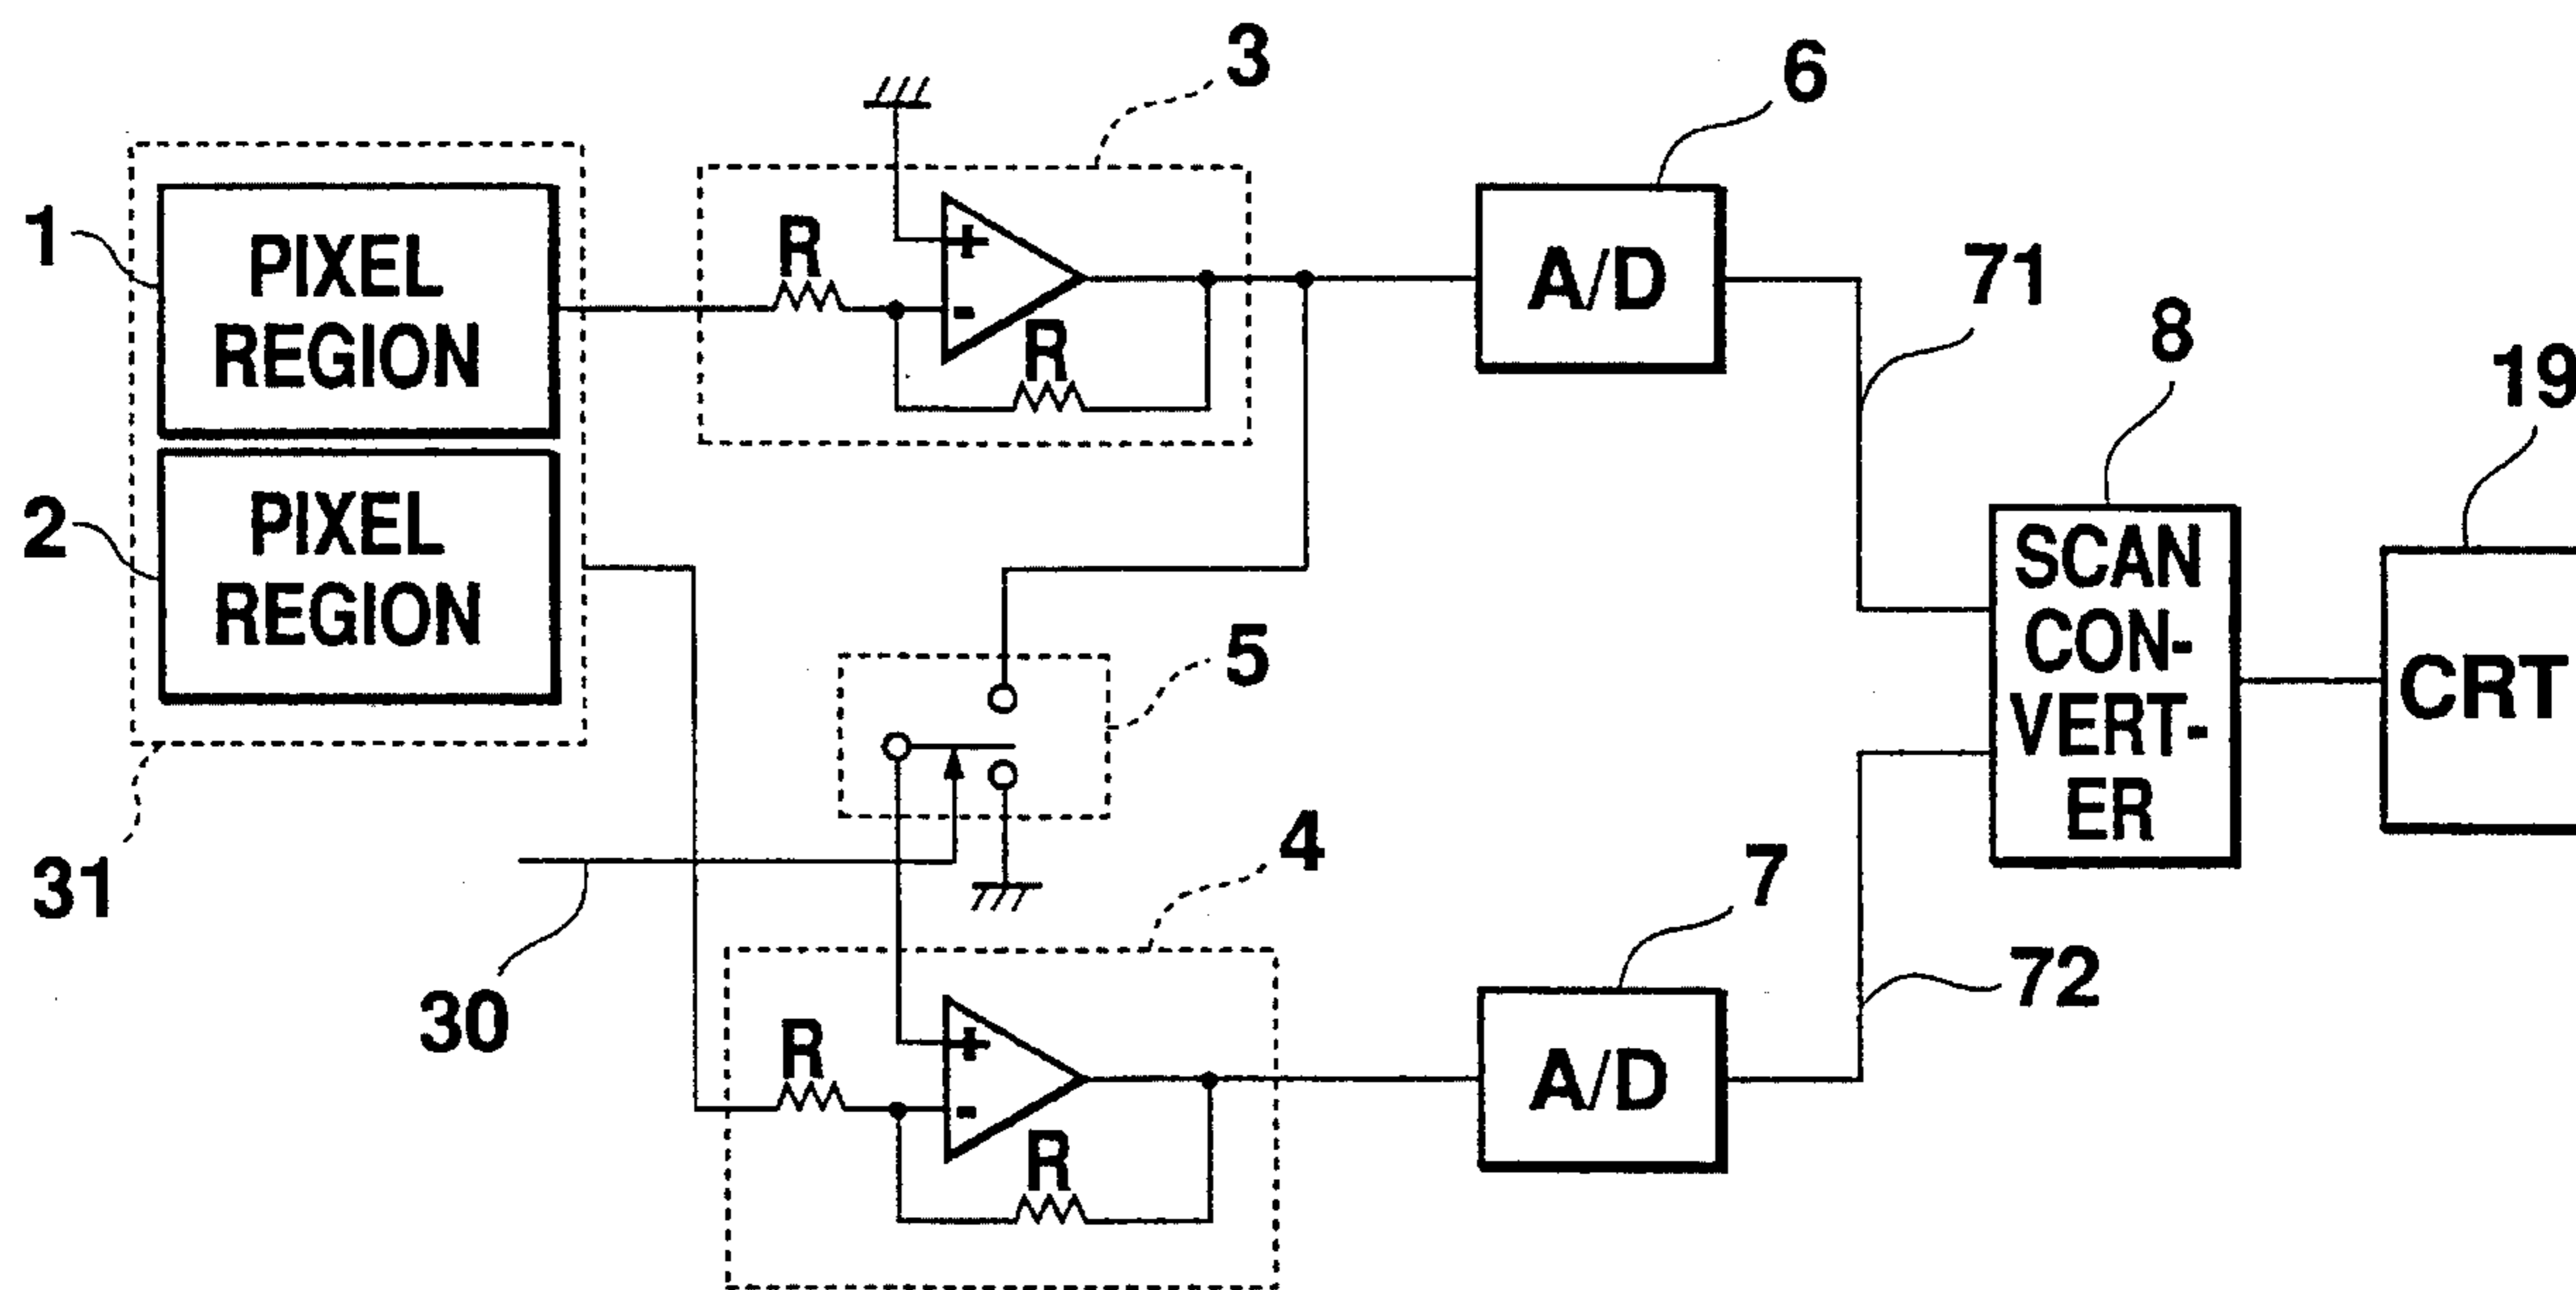 3
6
1
PIXEL
REGION
R
+
-
R
A/D
71
8
19
2
PIXEL
REGION
SCAN
CON-
VERT-
ER
CRT
5
31
30
4
7
72
R
+
-
R
A/D